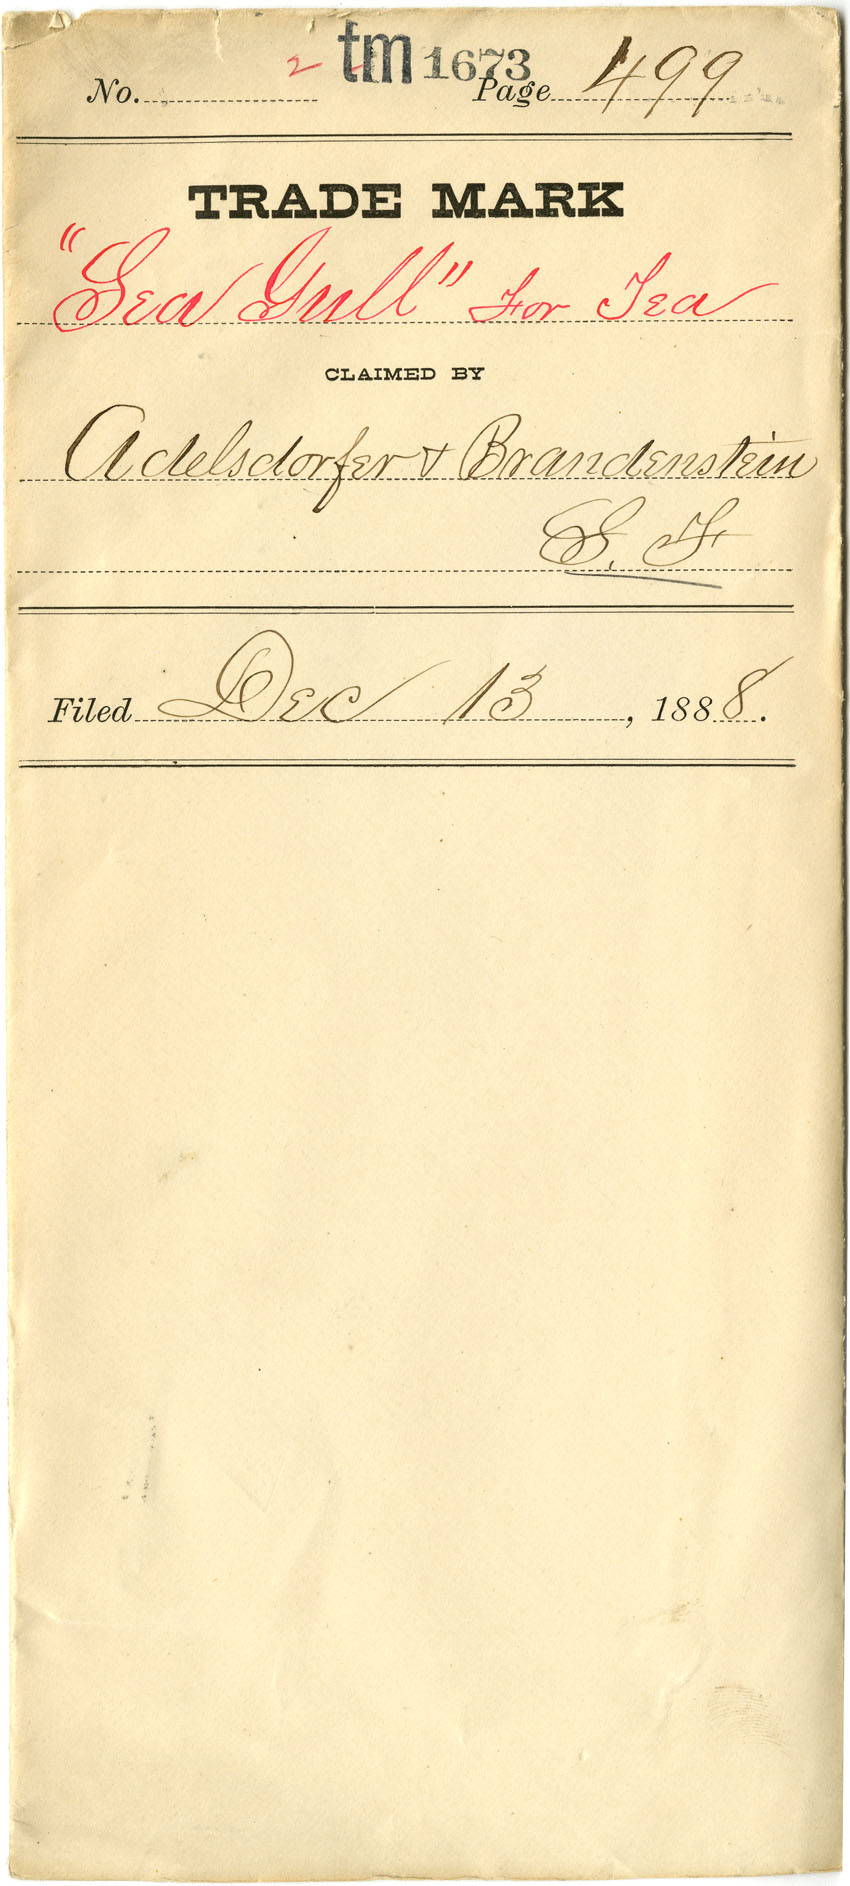 No. 2 tm 1673 Page 499
TRADE MARK
"Sea Gull" For Tea
CLAIMED BY
Adelsdorfer & Brandenstein
S. F
Filed Dec 13, 1888.